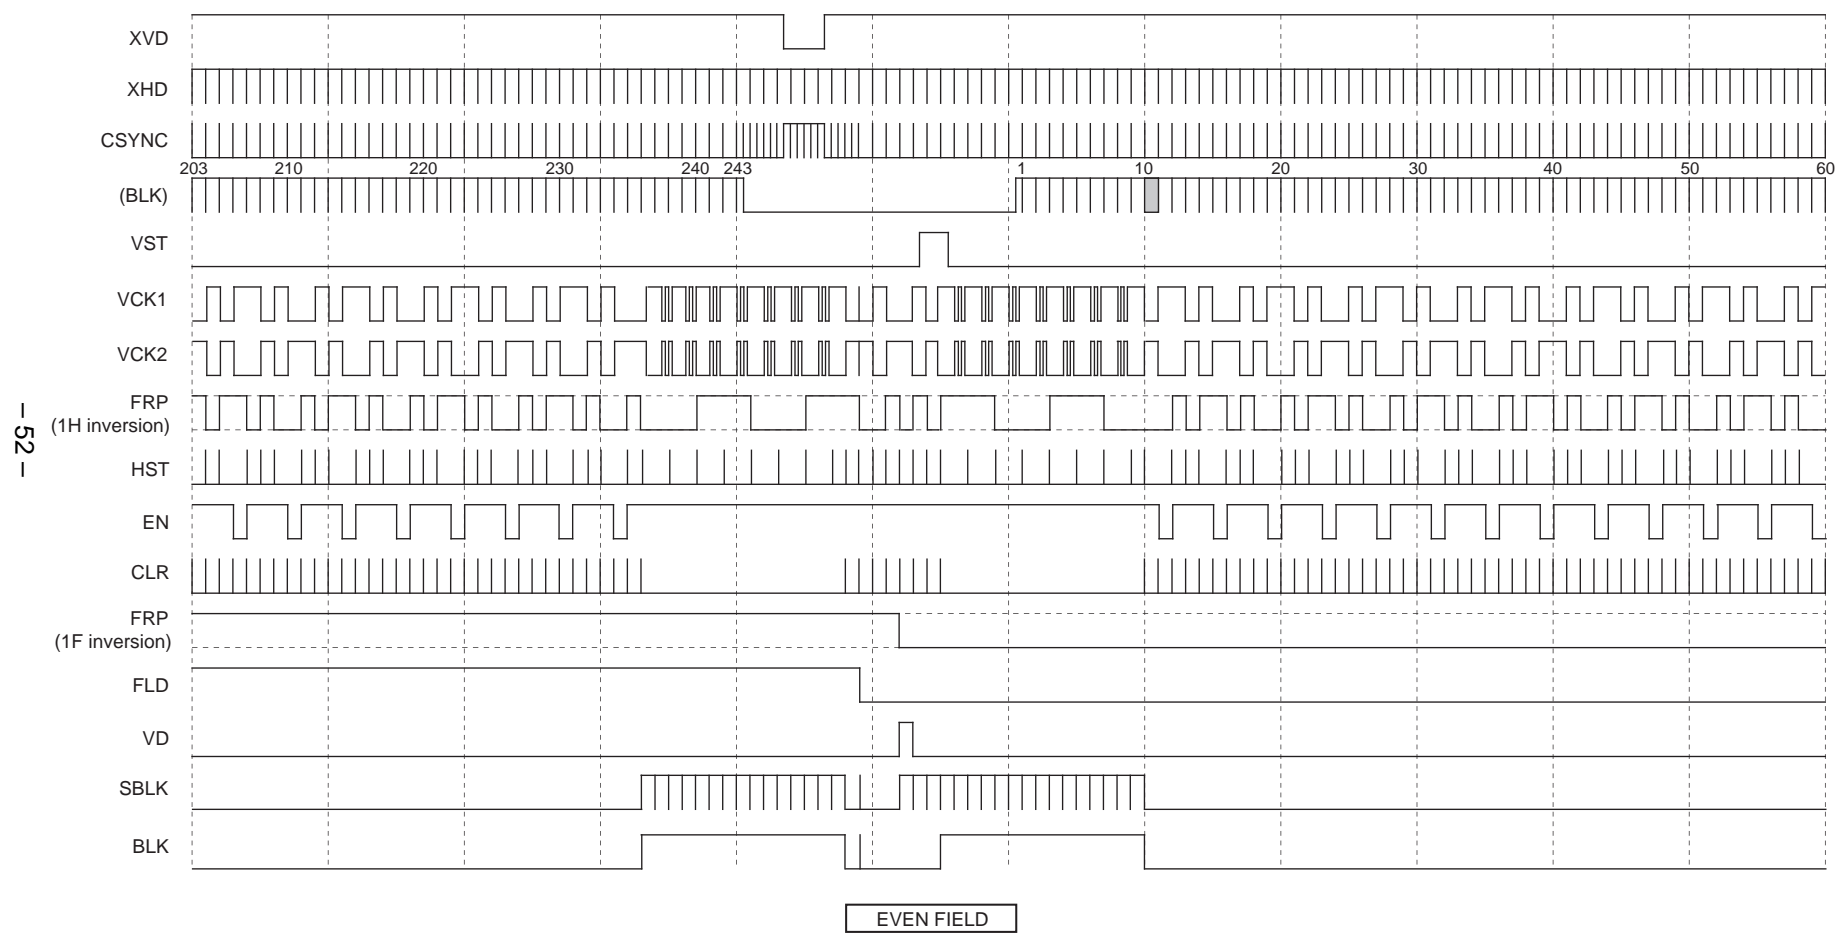 XVD
XHD
CSYNC
203 210 220 230 240 243 1 10 20 30 40 50 60
(BLK)
VST
VCK1
VCK2
FRP
(1H inversion)
– 52 –
HST
EN
CLR
FRP
(1F inversion)
FLD
VD
SBLK
BLK
EVEN FIELD